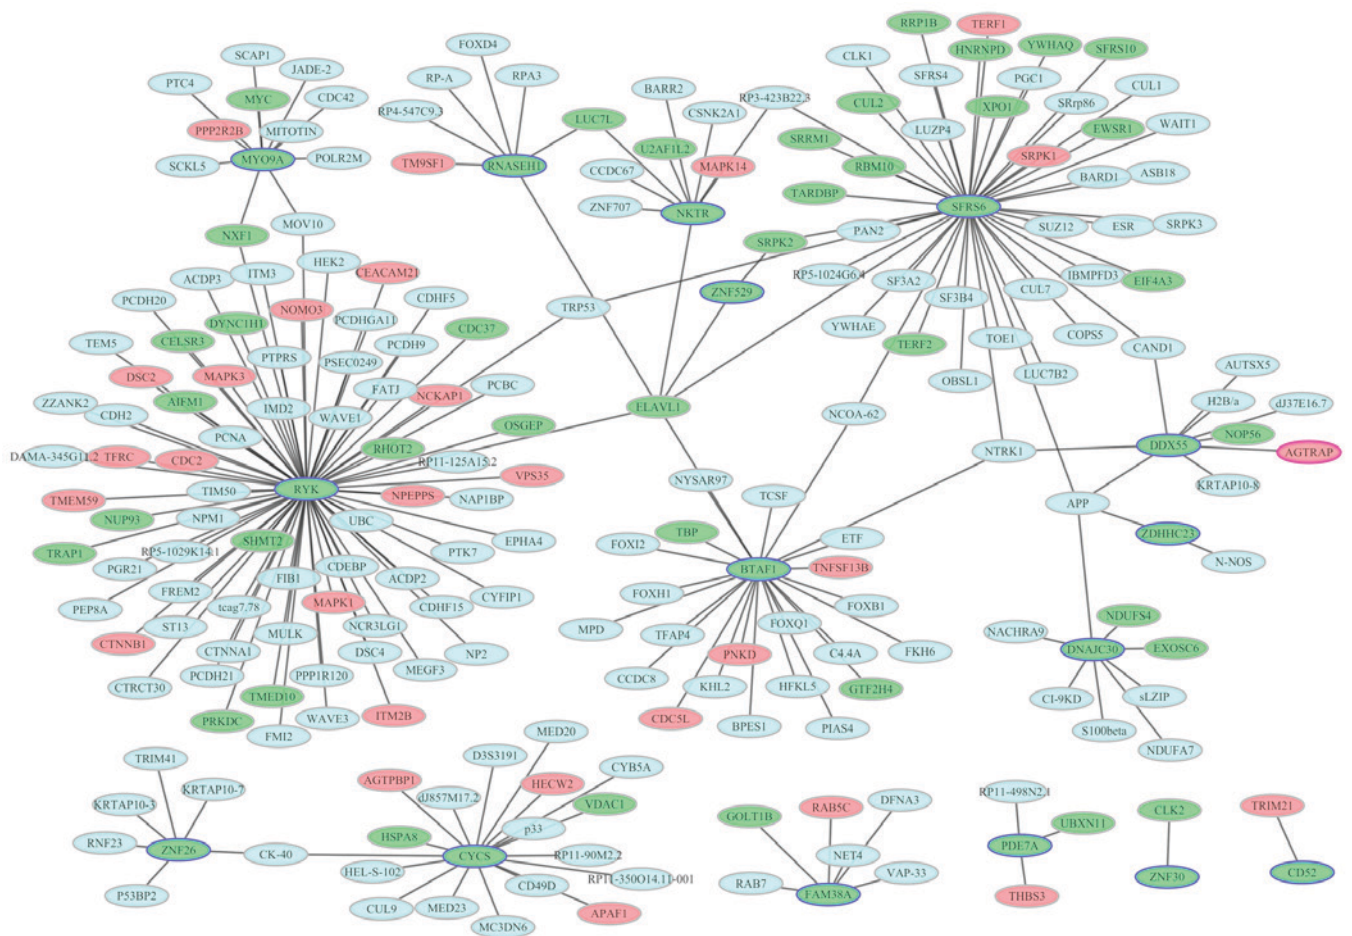 RRP1B
TERF1
FOXD4
HNRNPD
YWHAQ
SFRS10
SCAP1
CLK1
JADE-2
RP-A
RPA3
SFRS4
PGC1
PTC4
BARR2
RP3-423B22.3
CUL1
MYC
CDC42
RP4-547C9.3
CSNK2A1
CUL2
XPO1
SRrp86
LUC7L
WAIT1
PPP2R2B
MITOTIN
LUZP4
EWSR1
SRRM1
U2AF1L2
SRPK1
SCKL5
MYO9A
POLR2M
TM9SF1
RNASEH1
CCDC67
MAPK14
RBM10
BARD1
ASB18
TARDBP
ZNF707
NKTR
SFRS6
MOV10
SUZ12
ESR
SRPK3
NXF1
PAN2
SRPK2
HEK2
CEACAM21
ACDP3
ITM3
RP5-1024G6.4
IBMPFD3
EIF4A3
SF3A2
CUL7
PCDH20
CDHF5
ZNF529
SF3B4
NOMO3
TRP53
DYNC1H1
PCDHGA11
YWHAE
CDC37
COPS5
TEM5
CELSR3
PCDH9
TOE1
TERF2
CAND1
PTPRS
PSEC0249
DSC2
MAPK3
LUC7B2
AUTSX5
FATJ
NCKAP1
PCBC
OBSL1
ZZANK2
AIFM1
IMD2
H2B/a
dJ37E16.7
CDH2
WAVE1
ELAVL1
NCOA-62
OSGEP
NOP56
PCNA
DDX55
RHOT2
NTRK1
AGTRAP
DAMA-345G11.2
TFRC
CDC2
RP11-125A15.2
VPS35
NYSAR97
KRTAP10-8
RYK
TIM50
NPEPPS
NAP1BP
TCSF
TMEM59
APP
NUP93
NPM1
UBC
TBP
ETF
ZDHHC23
SHMT2
EPHA4
FOXI2
TRAP1
RP5-1029K14.1
PTK7
N-NOS
PGR21
CDEBP
BTAF1
TNFSF13B
FIB1
ACDP2
FREM2
FOXH1
PEP8A
tcag7.78
MAPK1
CDHF15
CYFIP1
FOXB1
NDUFS4
ST13
NCR3LG1
MPD
TFAP4
FOXQ1
NACHRA9
CTNNB1
MULK
CTNNA1
DSC4
NP2
PNKD
C4.4A
FKH6
DNAJC30
EXOSC6
MEGF3
PCDH21
PPP1R120
CCDC8
CTRCT30
KHL2
HFKL5
GTF2H4
TMED10
CI-9KD
sLZIP
PRKDC
WAVE3
ITM2B
CDC5L
BPES1
PIAS4
FMI2
MED20
S100beta
NDUFA7
TRIM41
D3S3191
CYB5A
AGTPBP1
HECW2
KRTAP10-3
KRTAP10-7
dJ857M17.2
VDAC1
RP11-498N2.1
GOLT1B
RAB5C
DFNA3
CLK2
TRIM21
p33
UBXN11
HSPA8
RNF23
ZNF26
CK-40
CYCS
RP11-90M2.2
NET4
PDE7A
HEL-S-102
RP11-350O14.11-001
CD49D
RAB7
FAM38A
VAP-33
ZNF30
CD52
P53BP2
CUL9
MED23
APAF1
THBS3
MC3DN6